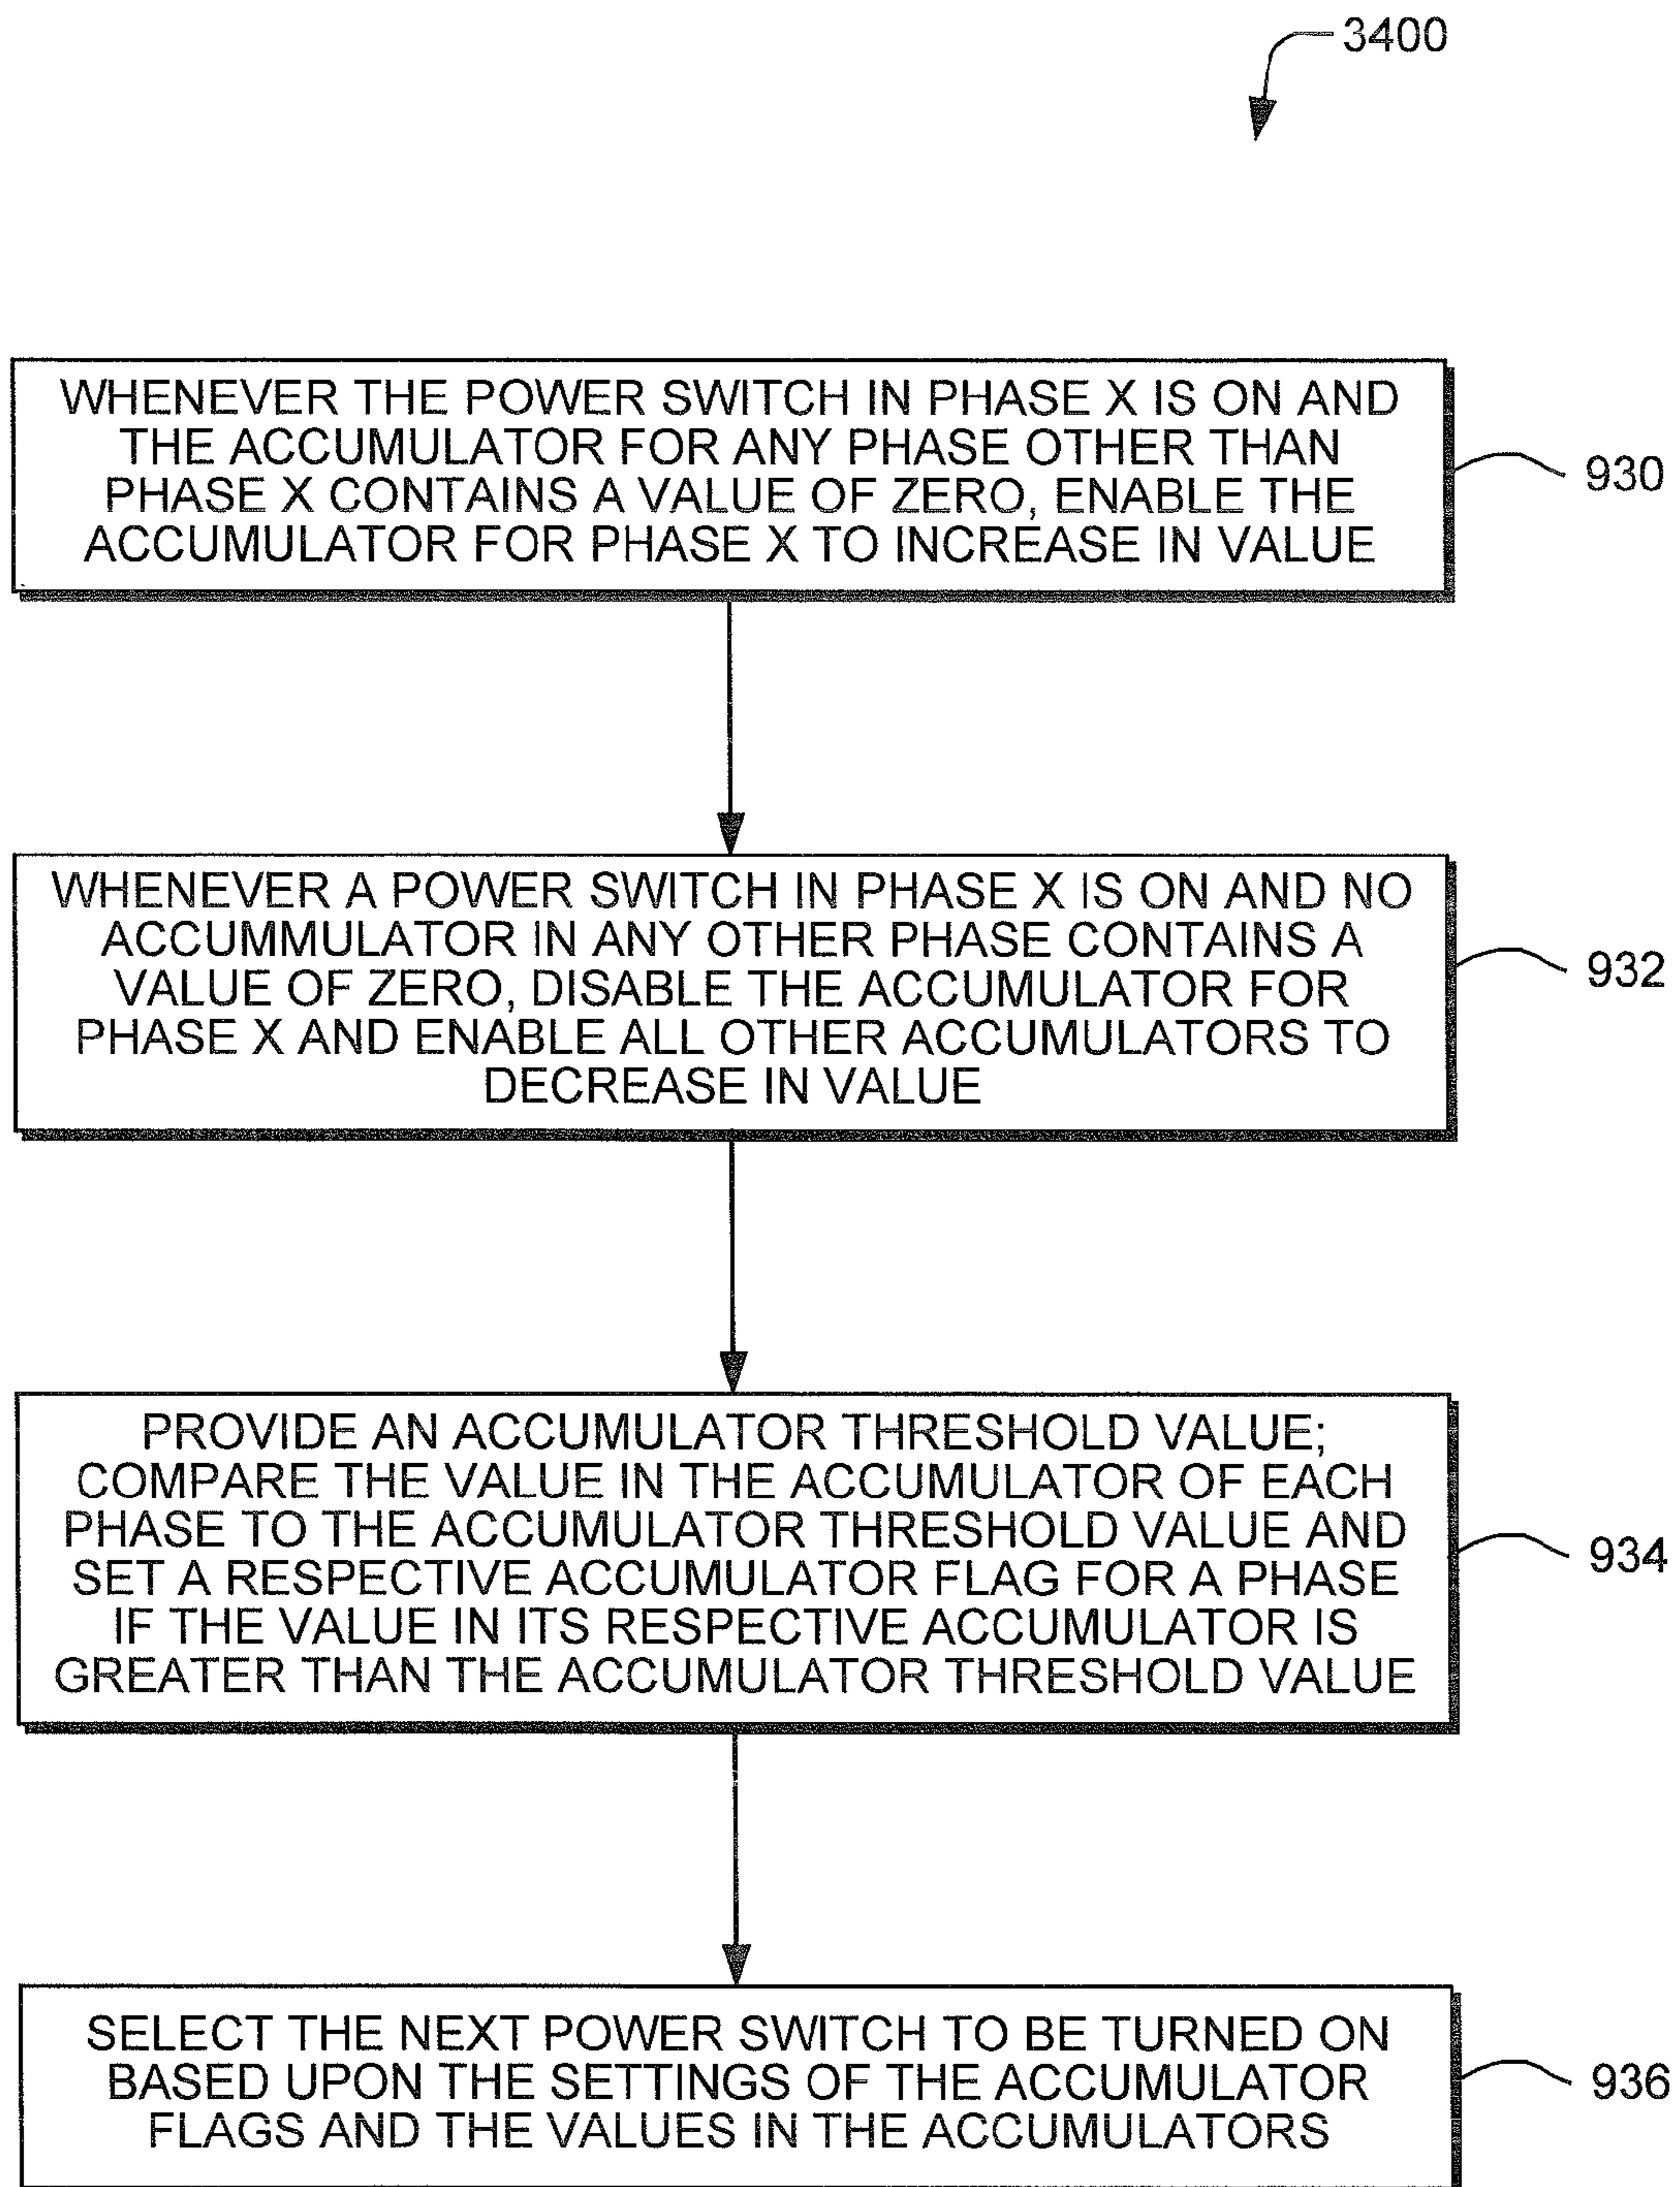 3400
WHENEVER THE POWER SWITCH IN PHASE X IS ON AND
THE ACCUMULATOR FOR ANY PHASE OTHER THAN
PHASE X CONTAINS A VALUE OF ZERO, ENABLE THE
ACCUMULATOR FOR PHASE X TO INCREASE IN VALUE
930
WHENEVER A POWER SWITCH IN PHASE X IS ON AND NO
ACCUMMULATOR IN ANY OTHER PHASE CONTAINS A
VALUE OF ZERO, DISABLE THE ACCUMULATOR FOR
PHASE X AND ENABLE ALL OTHER ACCUMULATORS TO
DECREASE IN VALUE
932
PROVIDE AN ACCUMULATOR THRESHOLD VALUE;
COMPARE THE VALUE IN THE ACCUMULATOR OF EACH
PHASE TO THE ACCUMULATOR THRESHOLD VALUE AND
SET A RESPECTIVE ACCUMULATOR FLAG FOR A PHASE
IF THE VALUE IN ITS RESPECTIVE ACCUMULATOR IS
GREATER THAN THE ACCUMULATOR THRESHOLD VALUE
934
SELECT THE NEXT POWER SWITCH TO BE TURNED ON
BASED UPON THE SETTINGS OF THE ACCUMULATOR
FLAGS AND THE VALUES IN THE ACCUMULATORS
936